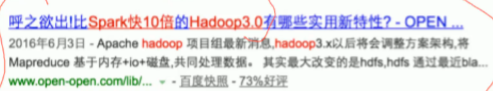 呼之欲出!比Spark快10倍的Hadoop3.0有哪些实用新特性? - OPEN ...
2016年6月3日 - Apache hadoop 项目组最新消息,hadoop3.x以后将会调整方案架构,将
Mapreduce 基于内存+io+磁盘,共同处理数据。 其实最大改变的是hdfs,hdfs 通过最近bla...
www.open-open.com/lib/... - 百度快照 - 73%好评